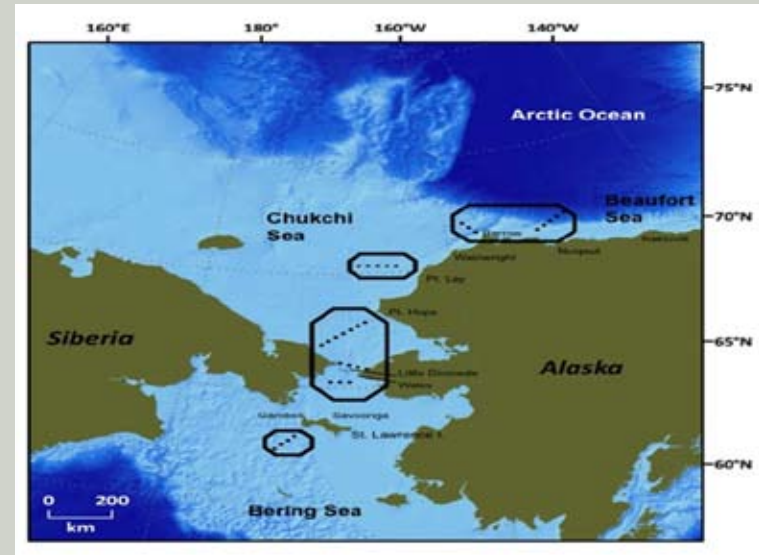 160°E 180° 160°W 140°W
75°N
Arctic Ocean
Beaufort
Sea
70°N
Chukchi
Sea
Barrow
Wainwright
Nuiqsut
Pt. Lay
Pt. Hope
Siberia
65°N
Alaska
Little Diomede
Wales
Gambell Savoonga
St. Lawrence I.
60°N
0 200
km
Bering Sea